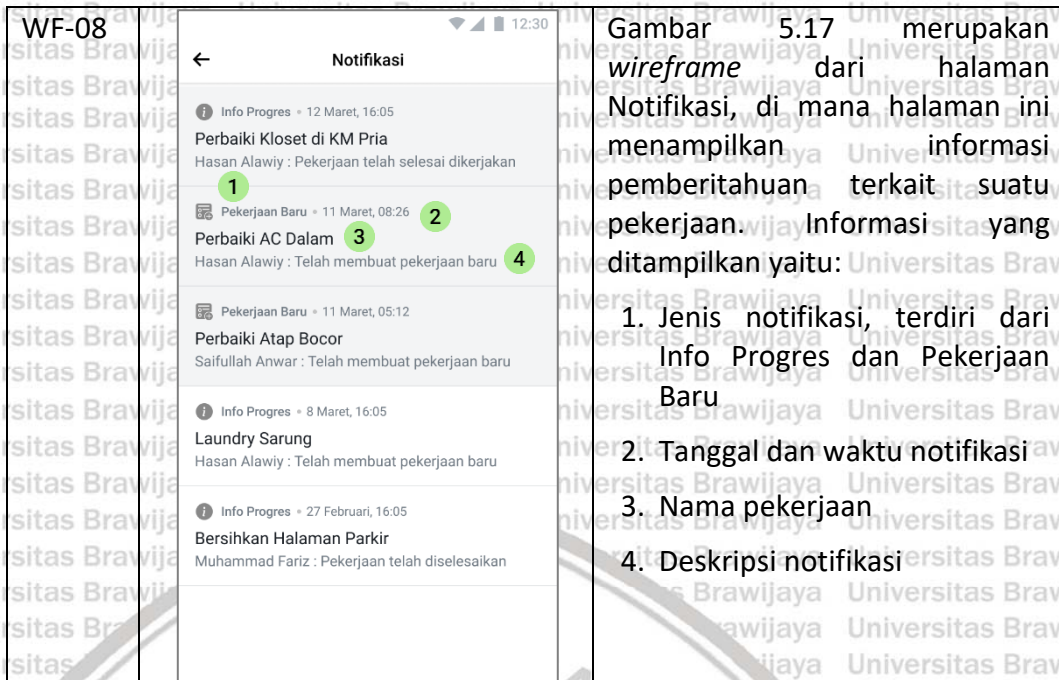 WF-08
12:30
Notifikasi
Info Progres • 12 Maret, 16:05
Perbaiki Kloset di KM Pria
Hasan Alawiy : Pekerjaan telah selesai dikerjakan
1
Pekerjaan Baru • 11 Maret, 08:26
2
Perbaiki AC Dalam
3
Hasan Alawiy : Telah membuat pekerjaan baru
4
Pekerjaan Baru • 11 Maret, 05:12
Perbaiki Atap Bocor
Saifullah Anwar : Telah membuat pekerjaan baru
Info Progres • 8 Maret, 16:05
Laundry Sarung
Hasan Alawiy : Telah membuat pekerjaan baru
Info Progres • 27 Februari, 16:05
Bersihkan Halaman Parkir
Muhammad Fariz : Pekerjaan telah diselesaikan
Gambar 5.17 merupakan
wireframe dari halaman
Notifikasi, di mana halaman ini
menampilkan informasi
pemberitahuan terkait suatu
pekerjaan. Informasi yang
ditampilkan yaitu:
1. Jenis notifikasi, terdiri dari
Info Progres dan Pekerjaan
Baru
2. Tanggal dan waktu notifikasi
3. Nama pekerjaan
4. Deskripsi notifikasi